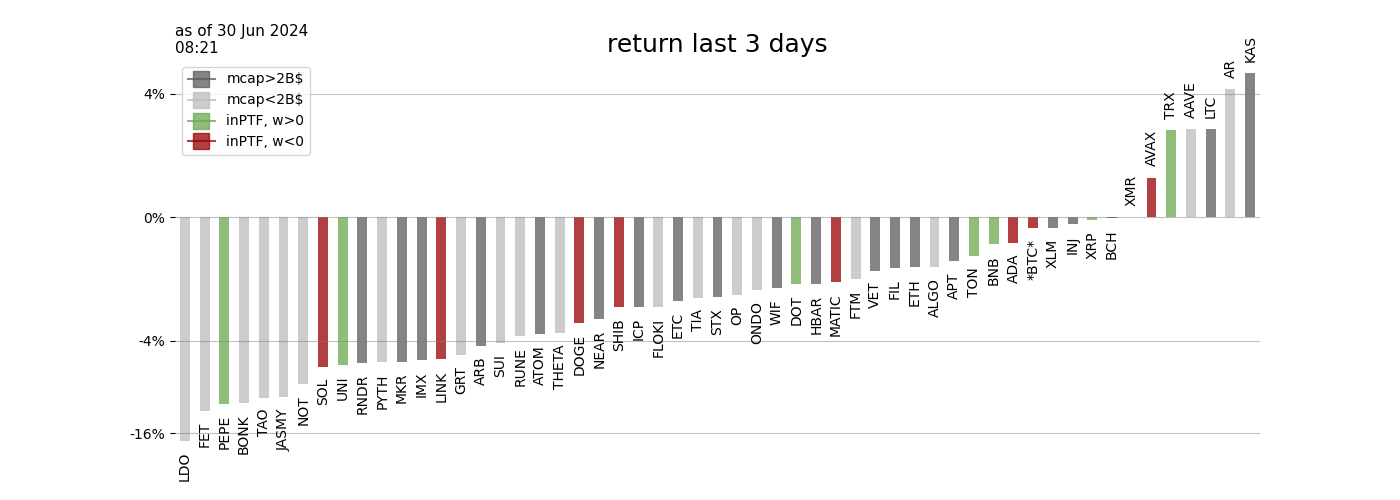 as of 30 Jun 2024
08:21
return last 3 days
mcap>2B$
mcap<2B$
inPTF, w>0
inPTF, w<0
4%
0%
-4%
-16%
LDO
FET
PEPE
BONK
TAO
JASMY
NOT
SOL
UNI
RNDR
PYTH
MKR
IMX
LINK
GRT
ARB
SUI
RUNE
ATOM
THETA
DOGE
NEAR
SHIB
ICP
FLOKI
ETC
TIA
STX
OP
ONDO
WIF
DOT
HBAR
MATIC
FTM
VET
FIL
ETH
ALGO
APT
TON
BNB
ADA
*BTC*
XLM
INJ
XRP
BCH
XMR
AVAX
TRX
AAVE
LTC
AR
KAS